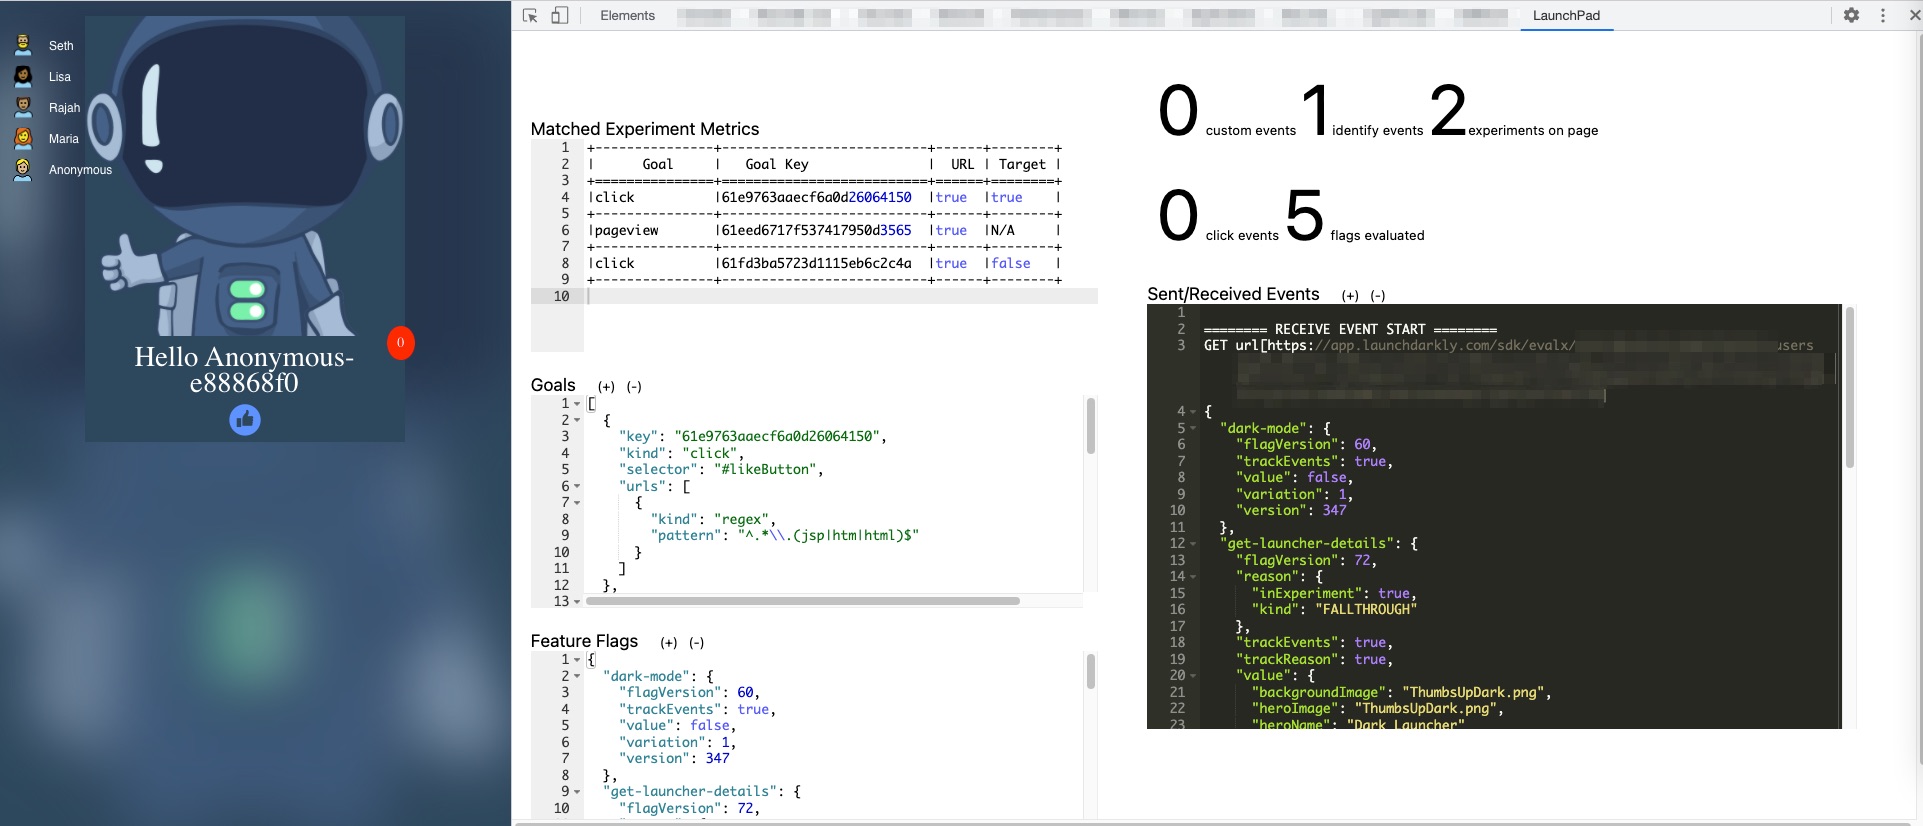 Seth
Lisa
Rajah
Maria
Anonymous
0
Hello Anonymous-
e88868f0
Elements
LaunchPad
Matched Experiment Metrics
1 +---------------+--------------------------+------+--------+
2 |      Goal     |   Goal Key               |  URL | Target |
3 +===============+==========================+======+========+
4 |click          |61e9763aaecf6a0d26064150  |true  |true    |
5 +---------------+--------------------------+------+--------+
6 |pageview       |61eed6717f537417950d3565  |true  |N/A     |
7 +---------------+--------------------------+------+--------+
8 |click          |61fd3ba5723d1115eb6c2c4a  |true  |false   |
9 +---------------+--------------------------+------+--------+
10
Goals (+) (-)
1 [
2 {
3 "key": "61e9763aaecf6a0d26064150",
4 "kind": "click",
5 "selector": "#likeButton",
6 "urls": [
7 {
8 "kind": "regex",
9 "pattern": "^.*\\.(jsp|htm|html)$"
10 }
11 ]
12 },
13
Feature Flags (+) (-)
1 {
2 "dark-mode": {
3 "flagVersion": 60,
4 "trackEvents": true,
5 "value": false,
6 "variation": 1,
7 "version": 347
8 },
9 "get-launcher-details": {
10 "flagVersion": 72,
0 custom events 1 identify events 2 experiments on page
0 click events 5 flags evaluated
Sent/Received Events (+) (-)
1
2 ======== RECEIVE EVENT START ========
3 GET url[https://app.launchdarkly.com/sdk/evalx/ users
4 {
5 "dark-mode": {
6 "flagVersion": 60,
7 "trackEvents": true,
8 "value": false,
9 "variation": 1,
10 "version": 347
11 },
12 "get-launcher-details": {
13 "flagVersion": 72,
14 "reason": {
15 "inExperiment": true,
16 "kind": "FALLTHROUGH"
17 },
18 "trackEvents": true,
19 "trackReason": true,
20 "value": {
21 "backgroundImage": "ThumbsUpDark.png",
22 "heroImage": "ThumbsUpDark.png",
23 "heroName": "Dark Launcher"